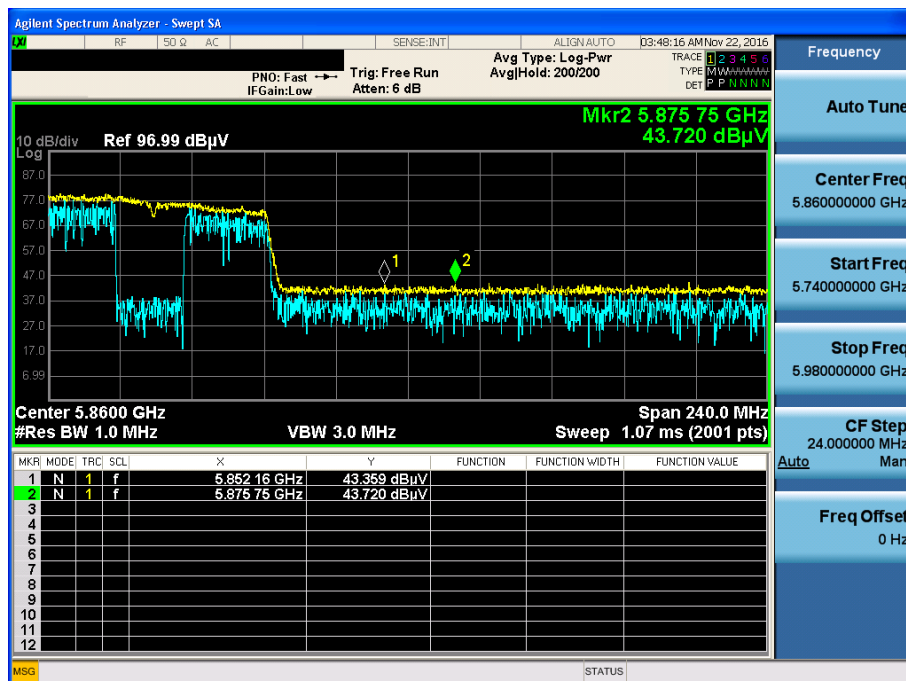 Agilent Spectrum Analyzer - Swept SA
LXI RF 50 Ω AC SENSE:INT ALIGN AUTO 03:48:16 AM Nov 22, 2016
Frequency
PNO: Fast
IFGain:Low
Trig: Free Run
Atten: 6 dB
Avg Type: Log-Pwr
Avg|Hold: 200/200
TRACE 1 2 3 4 5 6
TYPE MWWWWW
DET P P N N N N
Auto Tune
Mkr2 5.875 75 GHz
43.720 dBµV
10 dB/div Ref 96.99 dBµV
Log
87.0
77.0
67.0
57.0
47.0
37.0
27.0
17.0
6.99
1
2
Center 5.8600 GHz Span 240.0 MHz
#Res BW 1.0 MHz VBW 3.0 MHz Sweep 1.07 ms (2001 pts)
Center Freq
5.860000000 GHz
Start Freq
5.740000000 GHz
Stop Freq
5.980000000 GHz
CF Step
24.000000 MHz
Auto Man
Freq Offset
0 Hz
MKR MODE TRC SCL X Y FUNCTION FUNCTION WIDTH FUNCTION VALUE
1 N 1 f 5.852 16 GHz 43.359 dBµV
2 N 1 f 5.875 75 GHz 43.720 dBµV
3
4
5
6
7
8
9
10
11
12
MSG STATUS